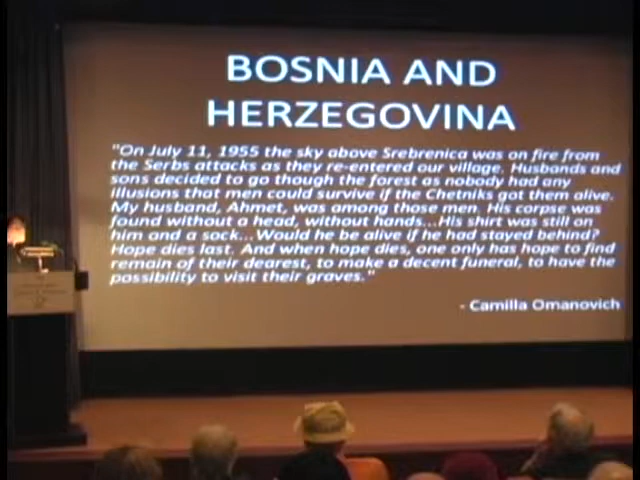 BOSNIA AND
HERZEGOVINA
"On July 11, 1955 the sky above Srebrenica was on fire from
the Serbs attacks as they re-entered our village. Husbands and
sons decided to go though the forest as nobody had any
illusions that men could survive if the Chetniks got them alive.
My husband, Ahmet, was among those men. His corpse was
found without a head, without hands...His shirt was still on
him and a sock...Would he be alive if he had stayed behind?
Hope dies last. And when hope dies, one only has hope to find
remain of their dearest, to make a decent funeral, to have the
possibility to visit their graves."
- Camilla Omanovich